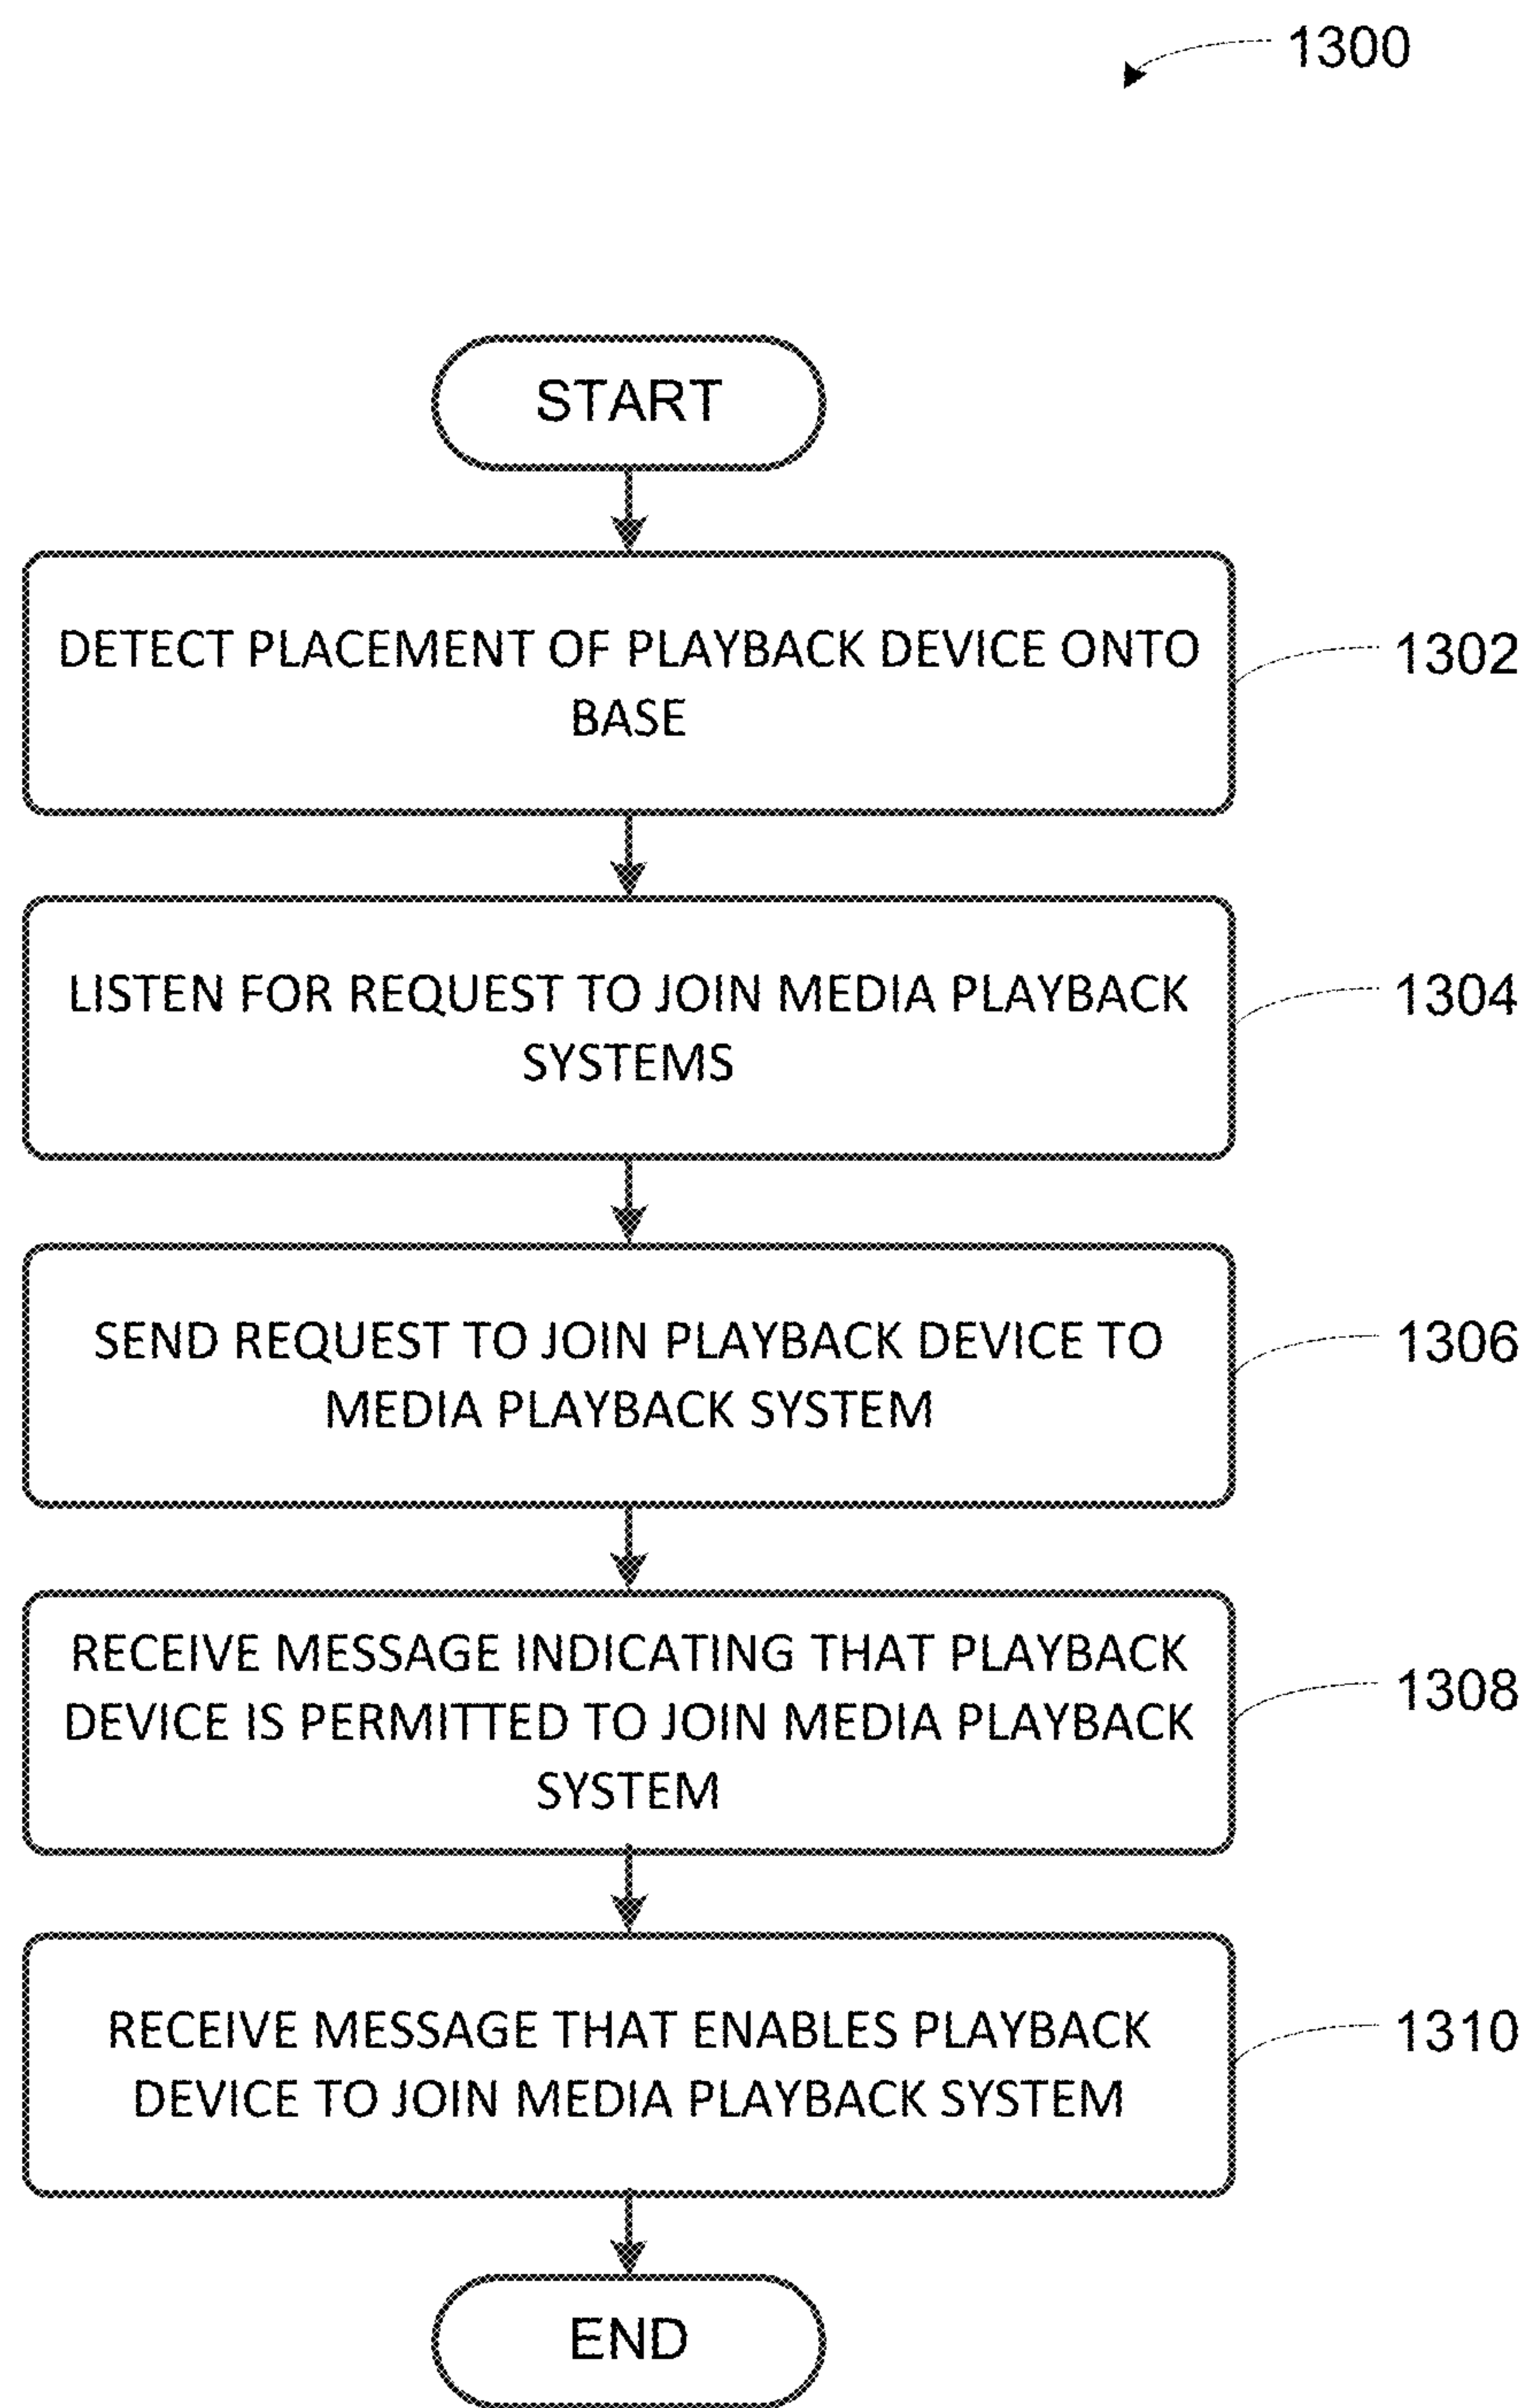 1300
START
DETECT PLACEMENT OF PLAYBACK DEVICE ONTO
BASE
1302
LISTEN FOR REQUEST TO JOIN MEDIA PLAYBACK
SYSTEMS
1304
SEND REQUEST TO JOIN PLAYBACK DEVICE TO
MEDIA PLAYBACK SYSTEM
1306
RECEIVE MESSAGE INDICATING THAT PLAYBACK
DEVICE IS PERMITTED TO JOIN MEDIA PLAYBACK
SYSTEM
1308
RECEIVE MESSAGE THAT ENABLES PLAYBACK
DEVICE TO JOIN MEDIA PLAYBACK SYSTEM
1310
END